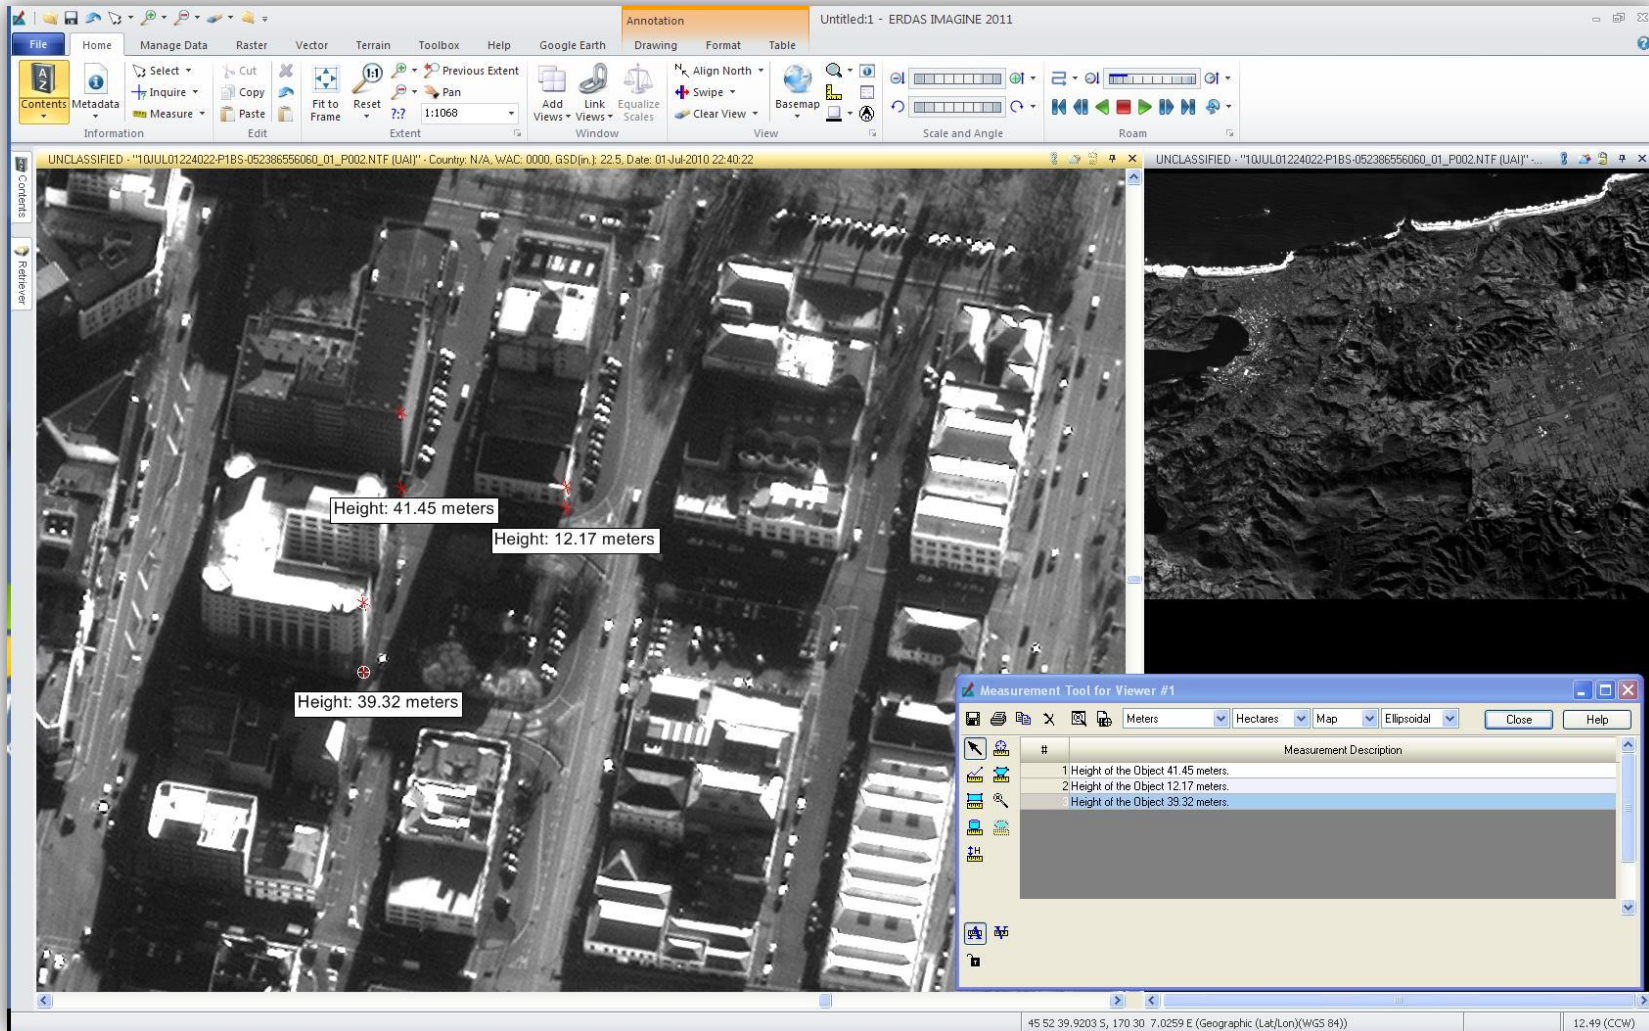 Annotation
Untitled:1 - ERDAS IMAGINE 2011
File Home Manage Data Raster Vector Terrain Toolbox Help Google Earth Drawing Format Table
Contents
Metadata
Select
Inquire
Measure
Information
Cut
Copy
Paste
Edit
Fit to Frame
1:1
Reset
Previous Extent
Pan
?:?
1:1068
Extent
Add Views
Link Views
Equalize Scales
Window
Align North
Swipe
Clear View
Basemap
View
Scale and Angle
Roam
Contents
Retriever
UNCLASSIFIED - "10JUL01224022-P1BS-052386556060_01_P002.NTF (UAI)" - Country: N/A, WAC: 0000, GSD(in.): 22.5, Date: 01-Jul-2010 22:40:22
UNCLASSIFIED - "10JUL01224022-P1BS-052386556060_01_P002.NTF (UAI)" -...
Height: 41.45 meters
Height: 12.17 meters
Height: 39.32 meters
Measurement Tool for Viewer #1
Meters Hectares Map Ellipsoidal Close Help
# Measurement Description
1 Height of the Object 41.45 meters.
2 Height of the Object 12.17 meters.
3 Height of the Object 39.32 meters.
45 52 39.9203 S, 170 30 7.0259 E (Geographic (Lat/Lon)(WGS 84))
12.49 (CCW)